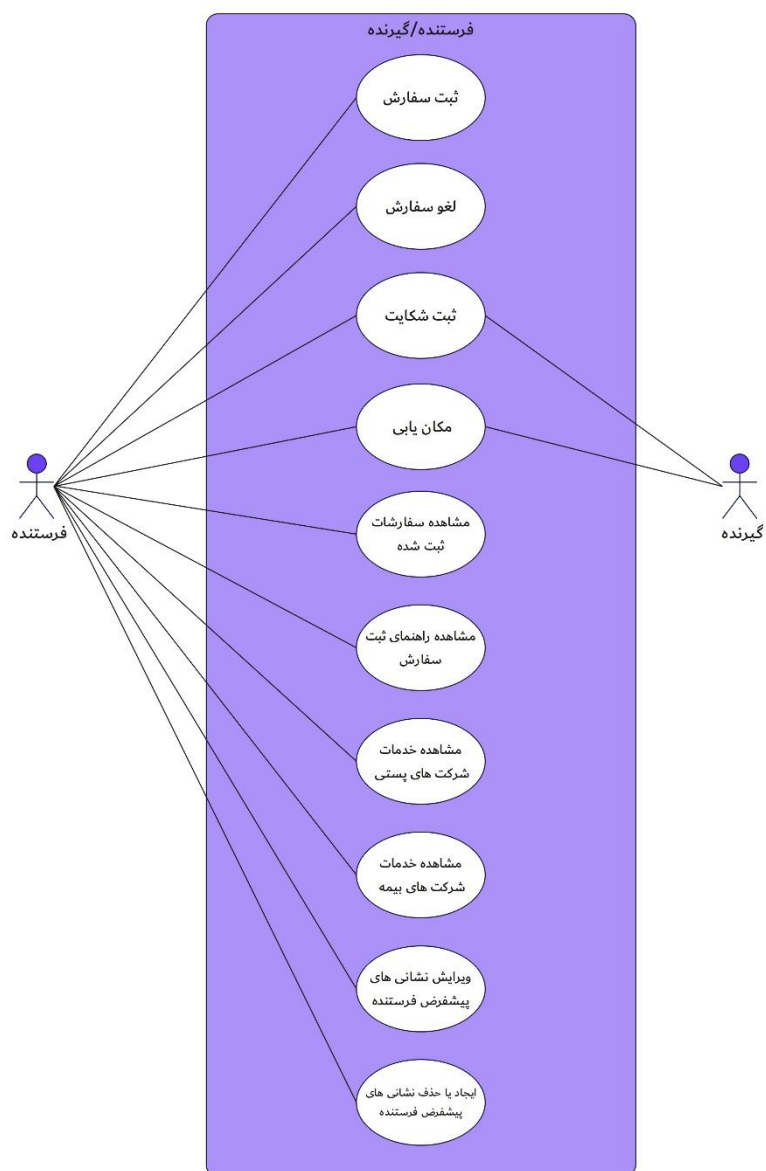 فرستنده/گیرنده
ثبت سفارش
لغو سفارش
ثبت شکایت
مکان یابی
فرستنده
گیرنده
مشاهده سفارشات
ثبت شده
مشاهده راهنمای ثبت
سفارش
مشاهده خدمات
شرکت های پستی
مشاهده خدمات
شرکت های بیمه
ویرایش نشانی های
پیشفرض فرستنده
ایجاد یا حذف نشانی های
پیشفرض فرستنده